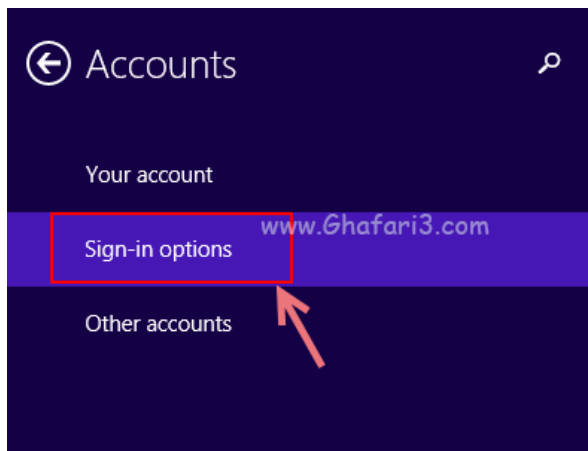 Accounts
Your account
www.Ghafari3.com
Sign-in options
Other accounts